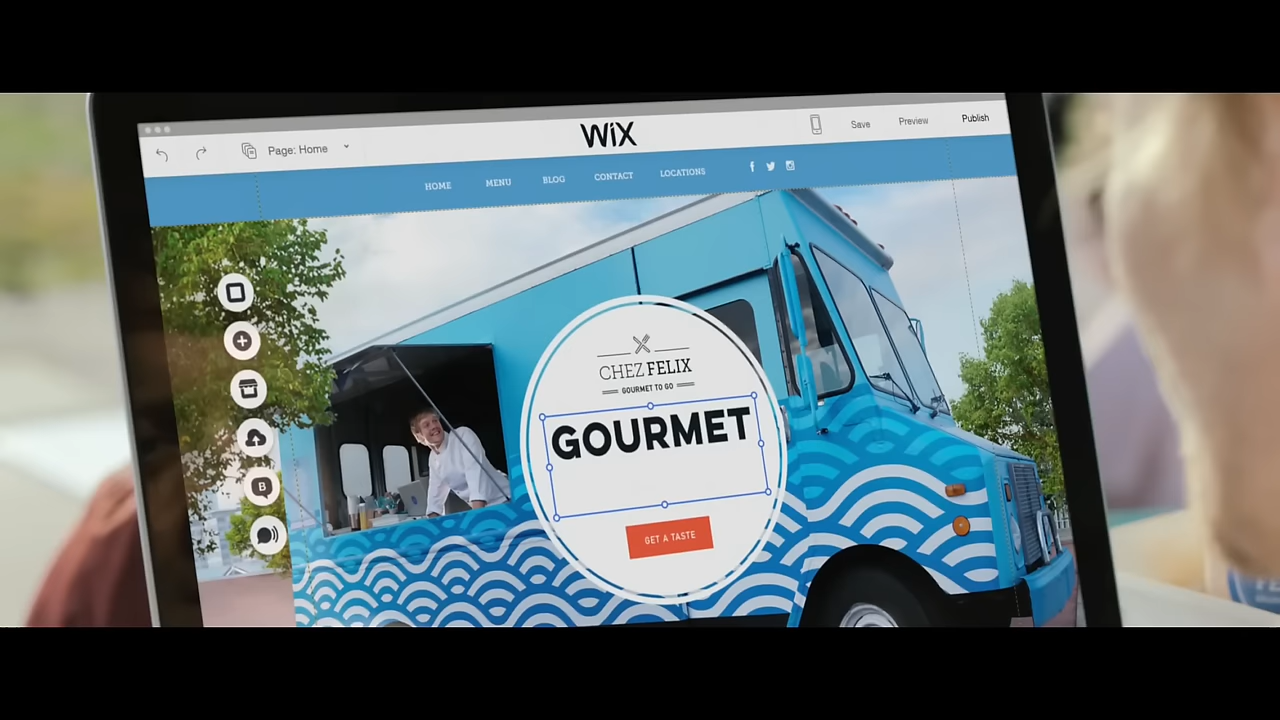 WiX
Page: Home
Save
Preview
Publish
HOME
MENU
BLOG
CONTACT
LOCATIONS
CHEZ FELIX
GOURMET TO GO
GOURMET
B
GET A TASTE